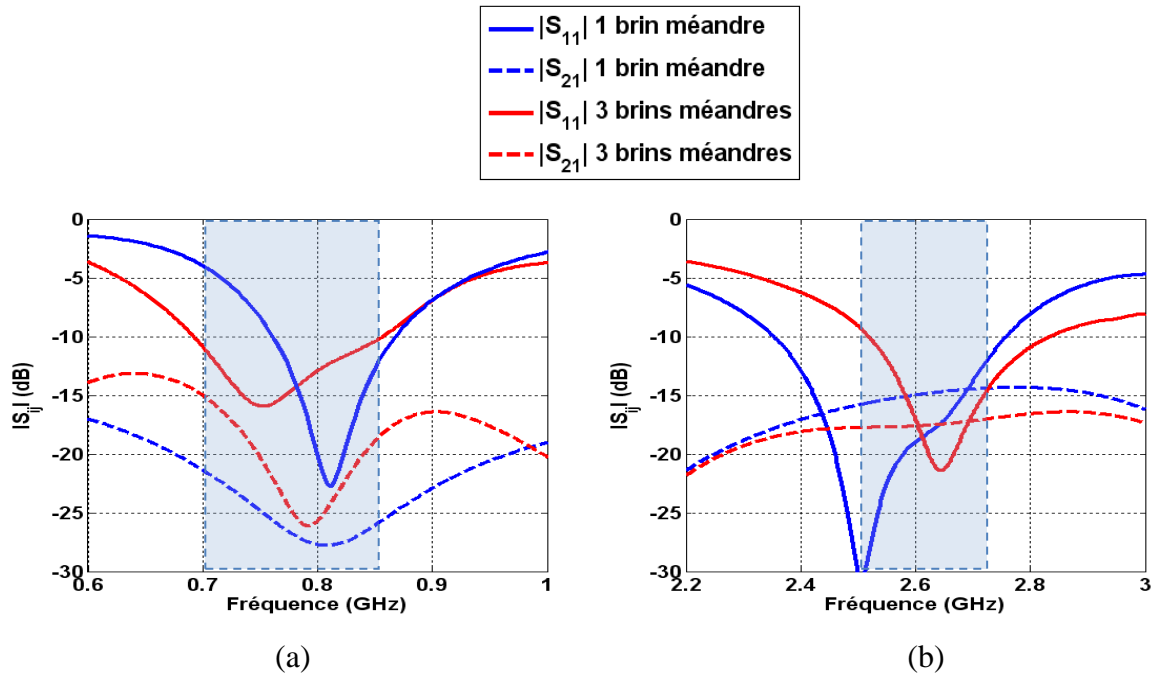 |S11| 1 brin méandre
|S21| 1 brin méandre
|S11| 3 brins méandres
|S21| 3 brins méandres
0
-5
-10
-15
-20
-25
-30
|Sij| (dB)
0.6
0.7
0.8
0.9
1
Fréquence (GHz)
(a)
0
-5
-10
-15
-20
-25
-30
|Sij| (dB)
2.2
2.4
2.6
2.8
3
Fréquence (GHz)
(b)